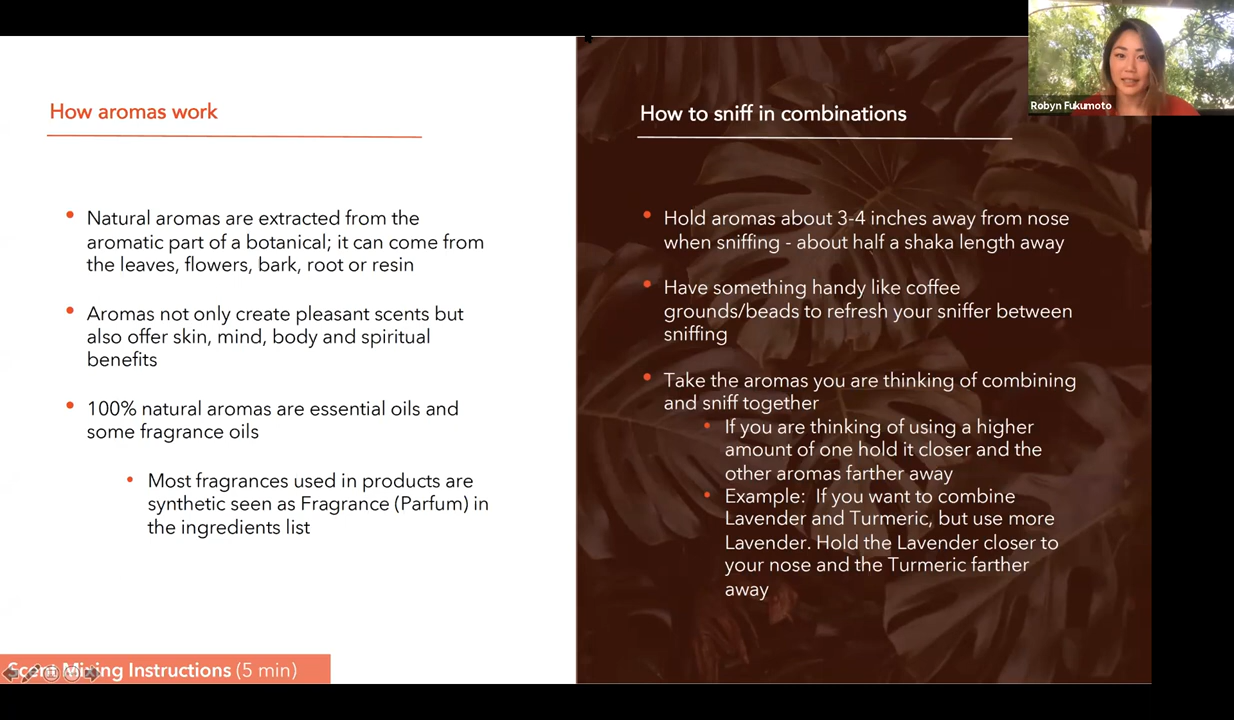 How aromas work
Natural aromas are extracted from the
aromatic part of a botanical; it can come from
the leaves, flowers, bark, root or resin
Aromas not only create pleasant scents but
also offer skin, mind, body and spiritual
benefits
100% natural aromas are essential oils and
some fragrance oils
Most fragrances used in products are
synthetic seen as Fragrance (Parfum) in
the ingredients list
Scent Mixing Instructions (5 min)
How to sniff in combinations
Hold aromas about 3-4 inches away from nose
when sniffing - about half a shaka length away
Have something handy like coffee
grounds/beads to refresh your sniffer between
sniffing
Take the aromas you are thinking of combining
and sniff together
If you are thinking of using a higher
amount of one hold it closer and the
other aromas farther away
Example:  If you want to combine
Lavender and Turmeric, but use more
Lavender. Hold the Lavender closer to
your nose and the Turmeric farther
away
Robyn Fukumoto